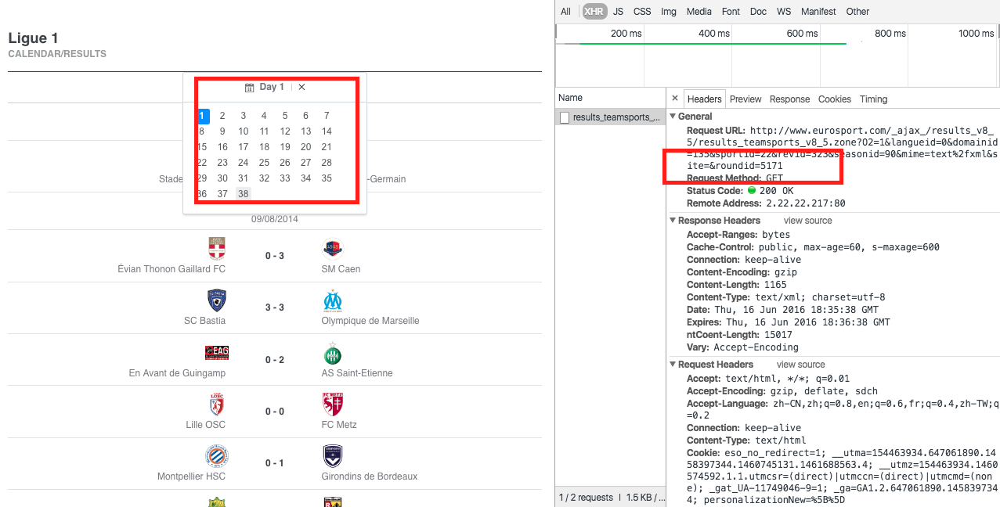 Ligue 1
CALENDAR/RESULTS
Day 1 ×
1 2 3 4 5 6 7
8 9 10 11 12 13 14
15 16 17 18 19 20 21
22 23 24 25 26 27 28
29 30 31 32 33 34 35
36 37 38
Stade
-Germain
09/08/2014
0 - 3
Évian Thonon Gaillard FC SM Caen
3 - 3
SC Bastia Olympique de Marseille
EAG
0 - 2
En Avant de Guingamp AS Saint-Etienne
LOSC
0 - 0
Lille OSC FC Metz
0 - 1
Montpellier HSC Girondins de Bordeaux
All XHR JS CSS Img Media Font Doc WS Manifest Other
200 ms 400 ms 600 ms 800 ms 1000 ms
Name
results_teamsports_...
1 / 2 requests | 1.5 KB / ...
× Headers Preview Response Cookies Timing
General
Request URL: http://www.eurosport.com/_ajax_/results_v8_
5/results_teamsports_v8_5.zone?O2=1&langueid=0&domainid
=135&sportid=22&revid=323&seasonid=90&mime=text%2fxml&s
ite=&roundid=5171
Request Method: GET
Status Code: 200 OK
Remote Address: 2.22.22.217:80
Response Headers view source
Accept-Ranges: bytes
Cache-Control: public, max-age=60, s-maxage=600
Connection: keep-alive
Content-Encoding: gzip
Content-Length: 1165
Content-Type: text/xml; charset=utf-8
Date: Thu, 16 Jun 2016 18:35:38 GMT
Expires: Thu, 16 Jun 2016 18:36:38 GMT
ntCoent-Length: 15017
Vary: Accept-Encoding
Request Headers view source
Accept: text/html, */*; q=0.01
Accept-Encoding: gzip, deflate, sdch
Accept-Language: zh-CN,zh;q=0.8,en;q=0.6,fr;q=0.4,zh-TW;q
=0.2
Connection: keep-alive
Content-Type: text/html
Cookie: eso_no_redirect=1; __utma=154463934.647061890.14
58397344.1460745131.1461688563.4; __utmz=154463934.1460
574592.1.1.utmcsr=(direct)|utmccn=(direct)|utmcmd=(non
e); _gat_UA-11749046-9=1; _ga=GA1.2.647061890.145839734
4; personalizationNew=%5B%5D